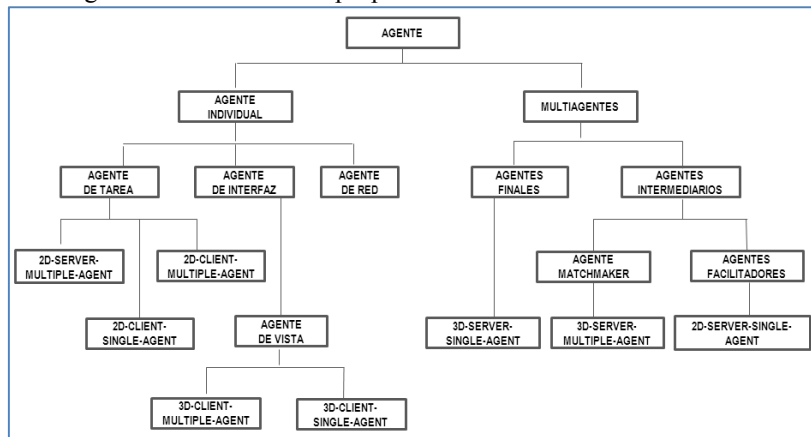 AGENTE
AGENTE
INDIVIDUAL
MULTIAGENTES
AGENTE
DE TAREA
AGENTE
DE INTERFAZ
AGENTE
DE RED
AGENTES
FINALES
AGENTES
INTERMEDIARIOS
2D-SERVER-
MULTIPLE-AGENT
2D-CLIENT-
MULTIPLE-AGENT
AGENTE
MATCHMAKER
AGENTES
FACILITADORES
2D-CLIENT-
SINGLE-AGENT
AGENTE
DE VISTA
3D-SERVER-
SINGLE-AGENT
3D-SERVER-
MULTIPLE-AGENT
2D-SERVER-SINGLE-
AGENT
3D-CLIENT-
MULTIPLE-AGENT
3D-CLIENT-
SINGLE-AGENT